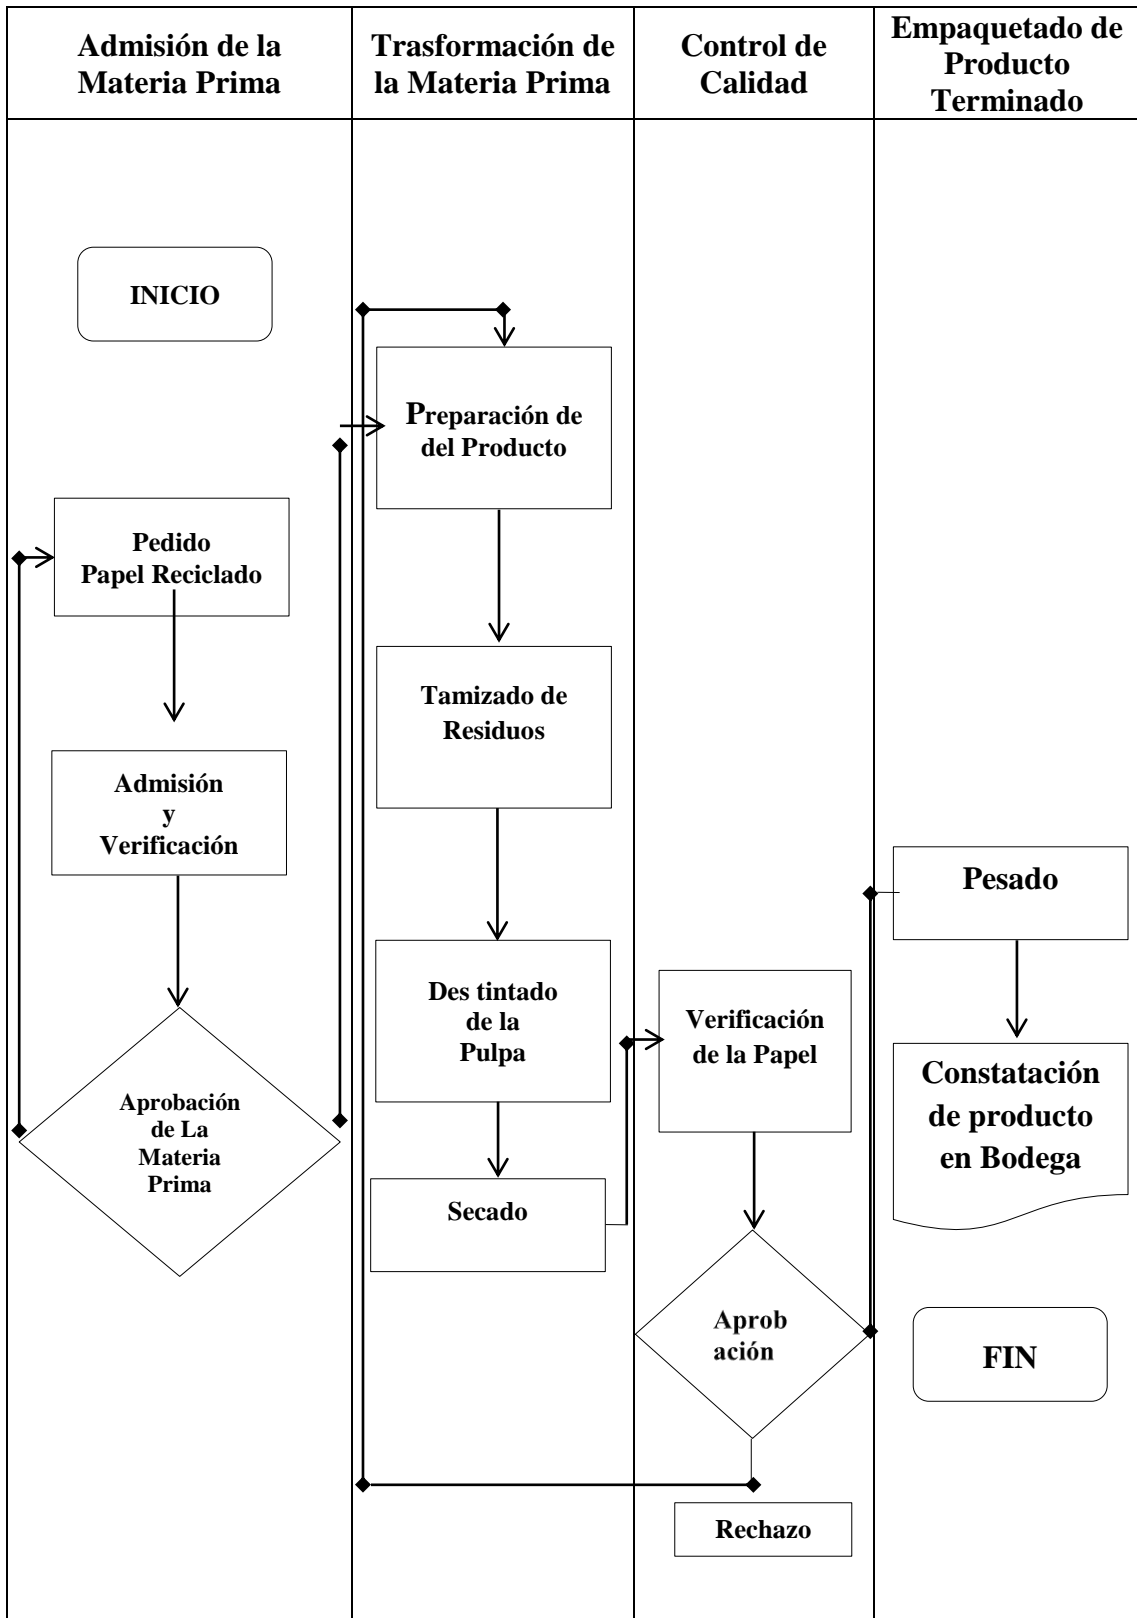 Admisión de la
Materia Prima
Trasformación de
la Materia Prima
Control de
Calidad
Empaquetado de
Producto
Terminado
INICIO
Pedido
Papel Reciclado
Admisión
y
Verificación
Aprobación
de La
Materia
Prima
Preparación de
del Producto
Tamizado de
Residuos
Des tintado
de la
Pulpa
Secado
Verificación
de la Papel
Aprob
ación
Rechazo
Pesado
Constatación
de producto
en Bodega
FIN